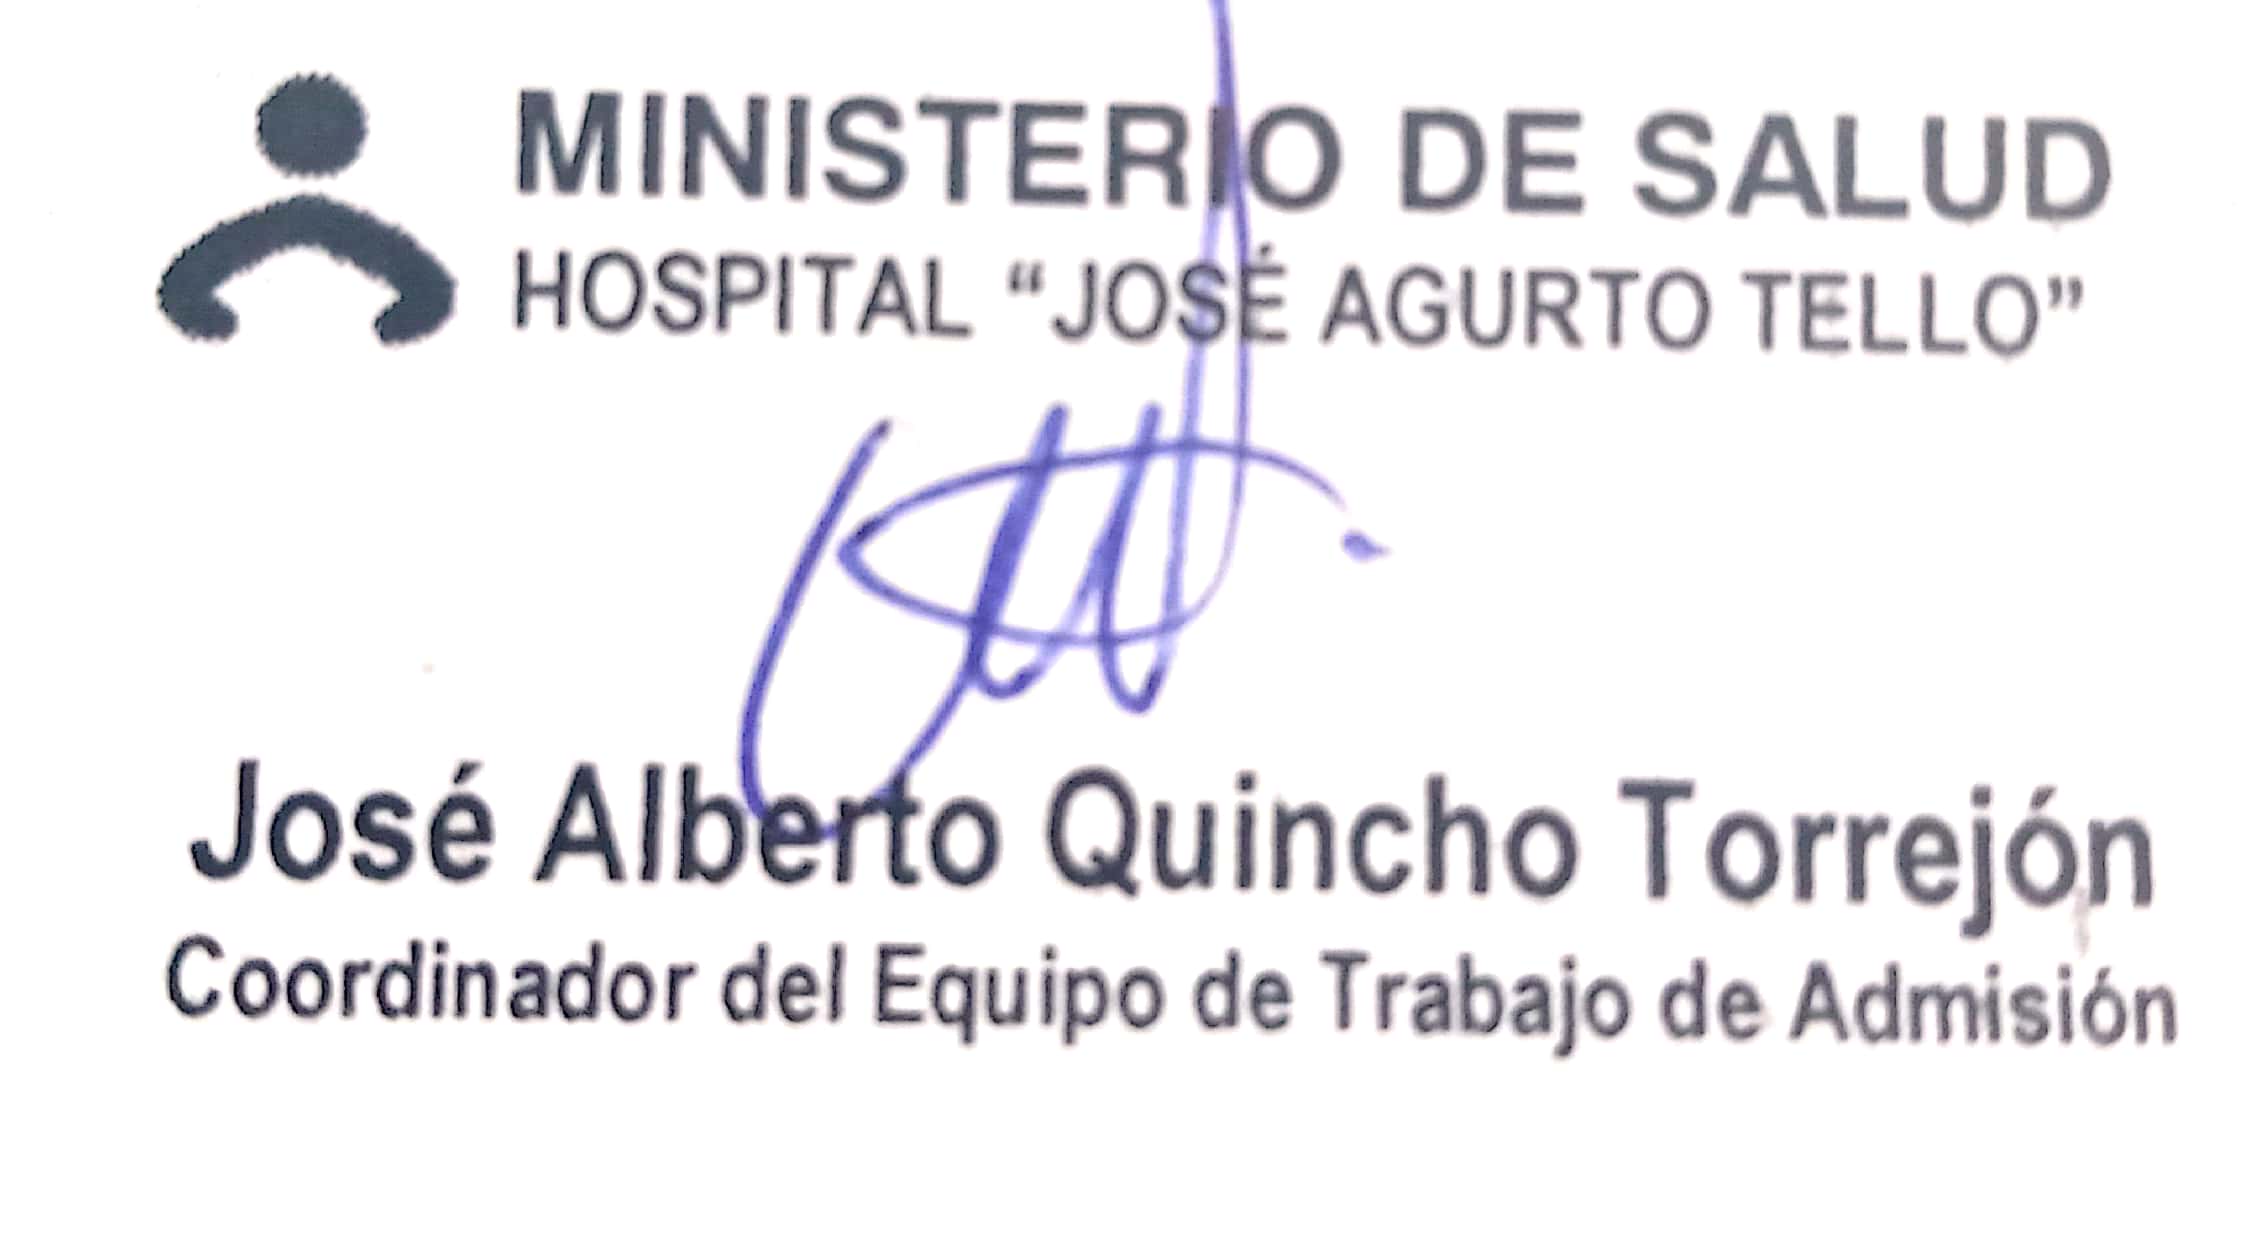 MINISTERIO DE SALUD
HOSPITAL “JOSÉ AGURTO TELLO”
José Alberto Quincho Torrejón
Coordinador del Equipo de Trabajo de Admisión